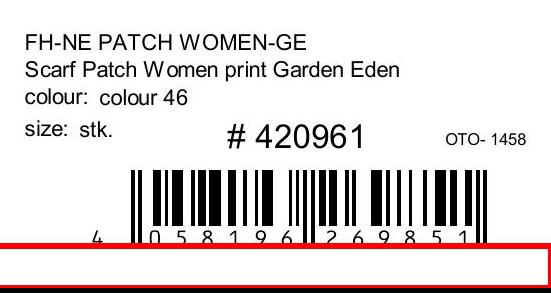 FH-NE PATCH WOMEN-GE
Scarf Patch Women print Garden Eden
colour: colour 46
size: stk.
# 420961
OTO- 1458
4 058196 269851